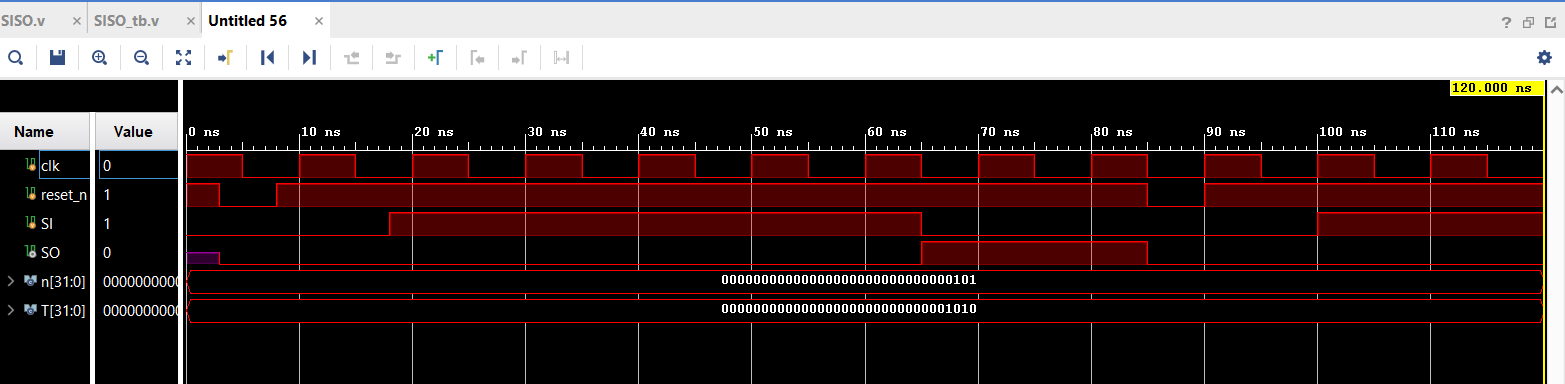 SISO.v × SISO_tb.v × Untitled 56 ×
?
120.000 ns
Name Value
0 ns 10 ns 20 ns 30 ns 40 ns 50 ns 60 ns 70 ns 80 ns 90 ns 100 ns 110 ns
clk 0
reset_n 1
SI 1
SO 0
n[31:0] 0000000000 00000000000000000000000000000101
T[31:0] 0000000000 00000000000000000000000000001010